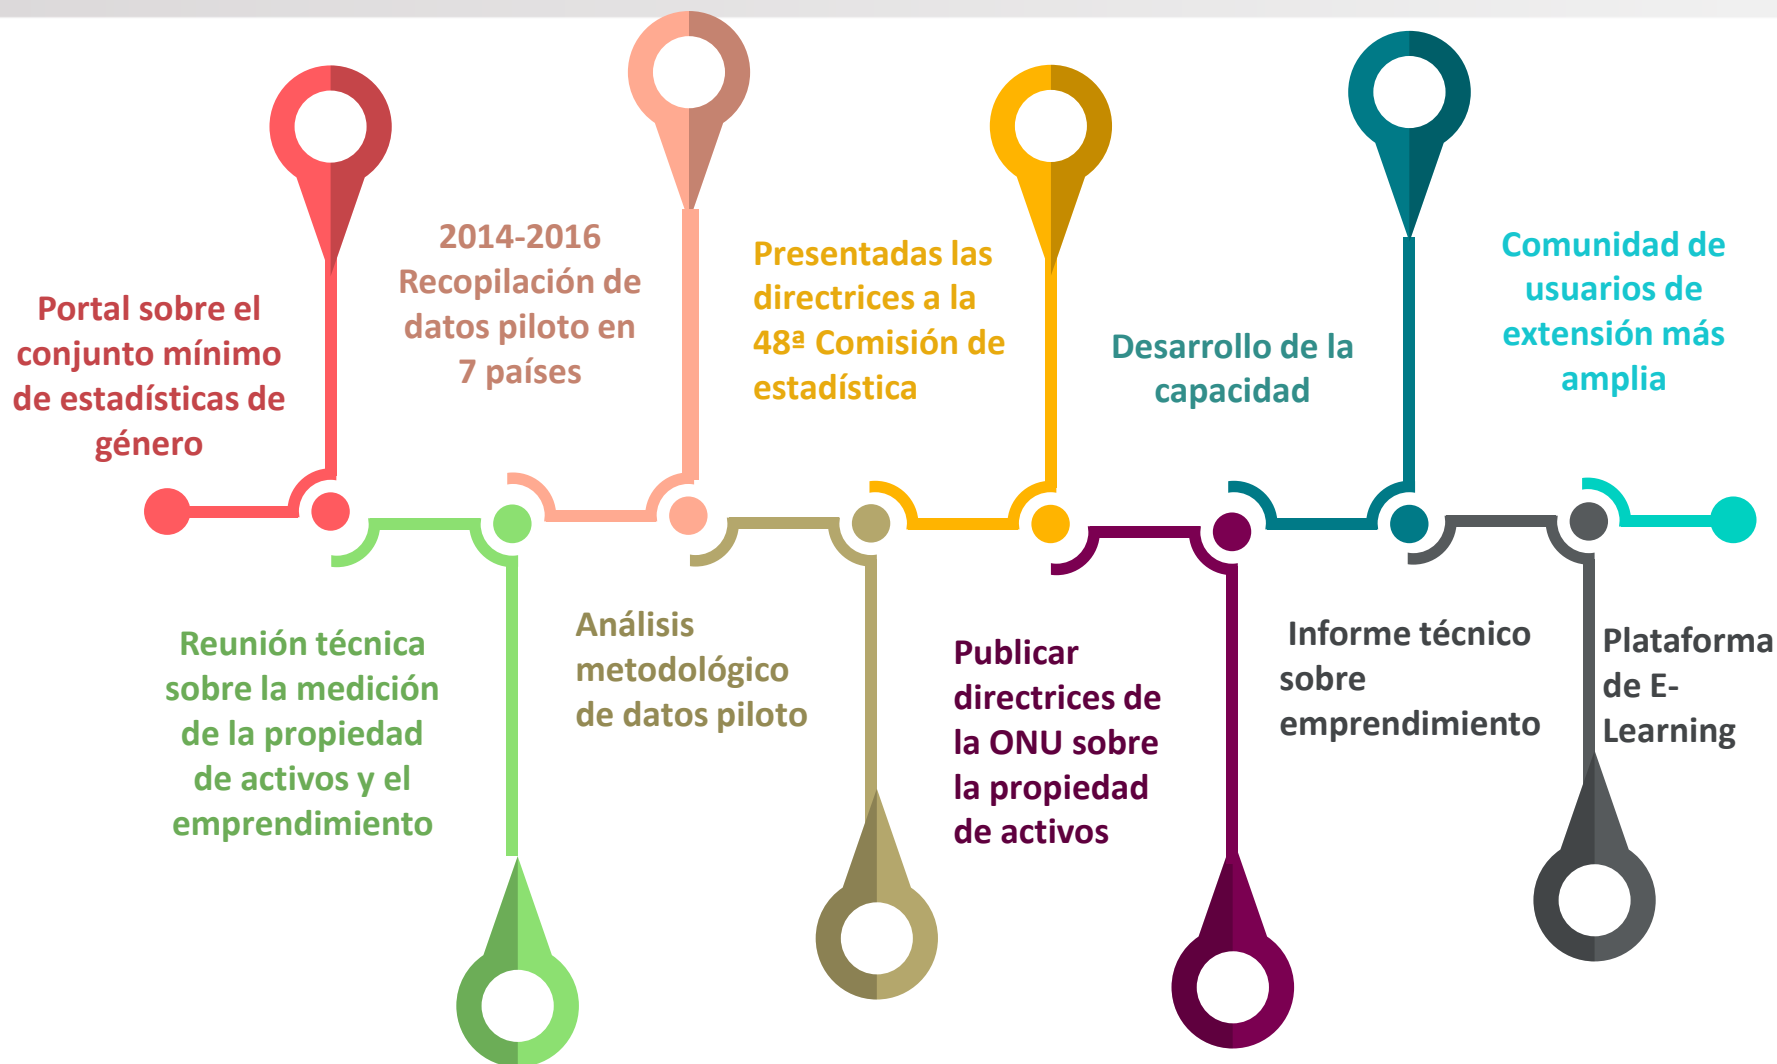 Portal sobre el
conjunto mínimo
de estadísticas de
género
Reunión técnica
sobre la medición
de la propiedad
de activos y el
emprendimiento
2014-2016
Recopilación de
datos piloto en
7 países
Análisis
metodológico
de datos piloto
Presentadas las
directrices a la
48ª Comisión de
estadística
Publicar
directrices de
la ONU sobre
la propiedad
de activos
Desarrollo de la
capacidad
Informe técnico
sobre
emprendimiento
Plataforma
de E-
Learning
Comunidad de
usuarios de
extensión más
amplia